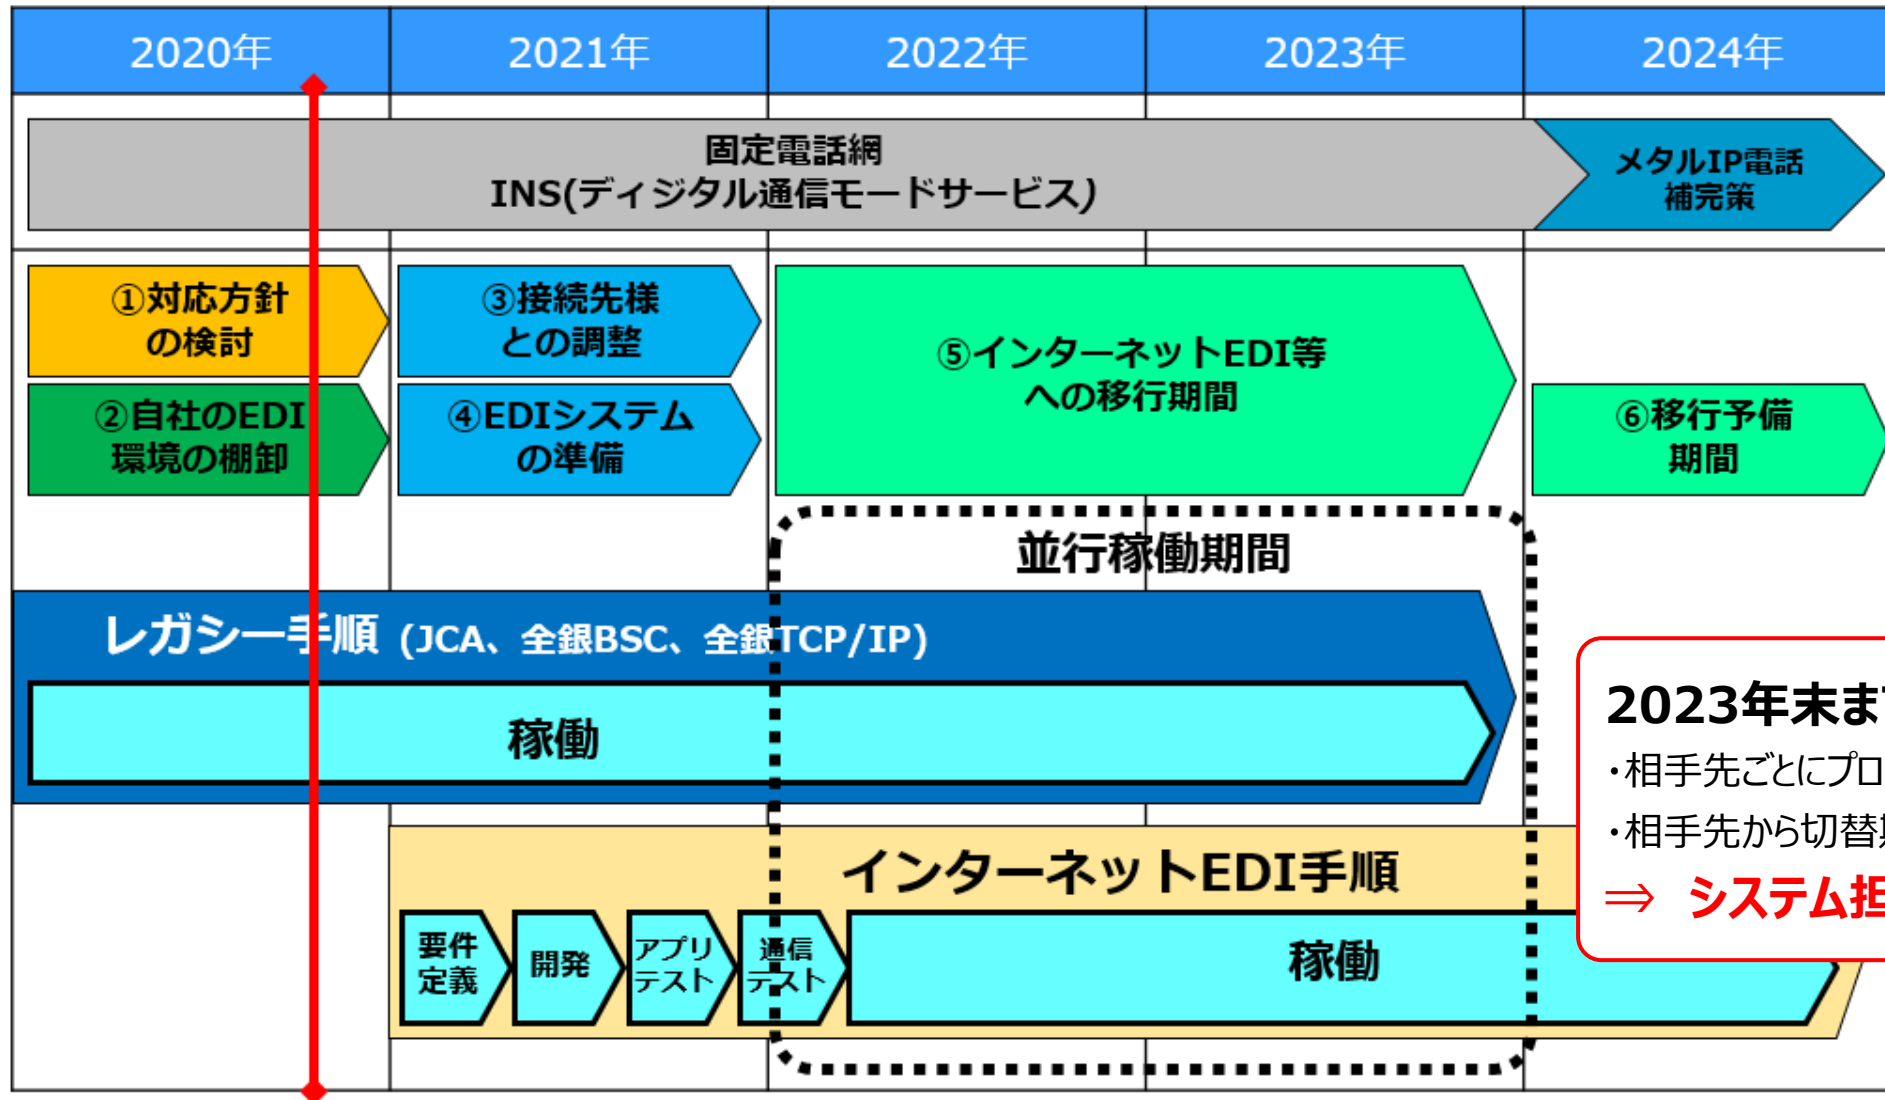 2020年
2021年
2022年
2023年
2024年
固定電話網
INS(ディジタル通信モードサービス)
メタルIP電話
補完策
①対応方針
の検討
③接続先様
との調整
⑤インターネットEDI等
への移行期間
②自社のEDI
環境の棚卸
④EDIシステム
の準備
⑥移行予備
期間
並行稼働期間
レガシー手順 (JCA、全銀BSC、全銀TCP/IP)
稼働
2023年末ま
・相手先ごとにプロ
・相手先から切替
⇒ システム担
インターネットEDI手順
要件
定義
開発
アプリ
テスト
通信
テスト
稼働